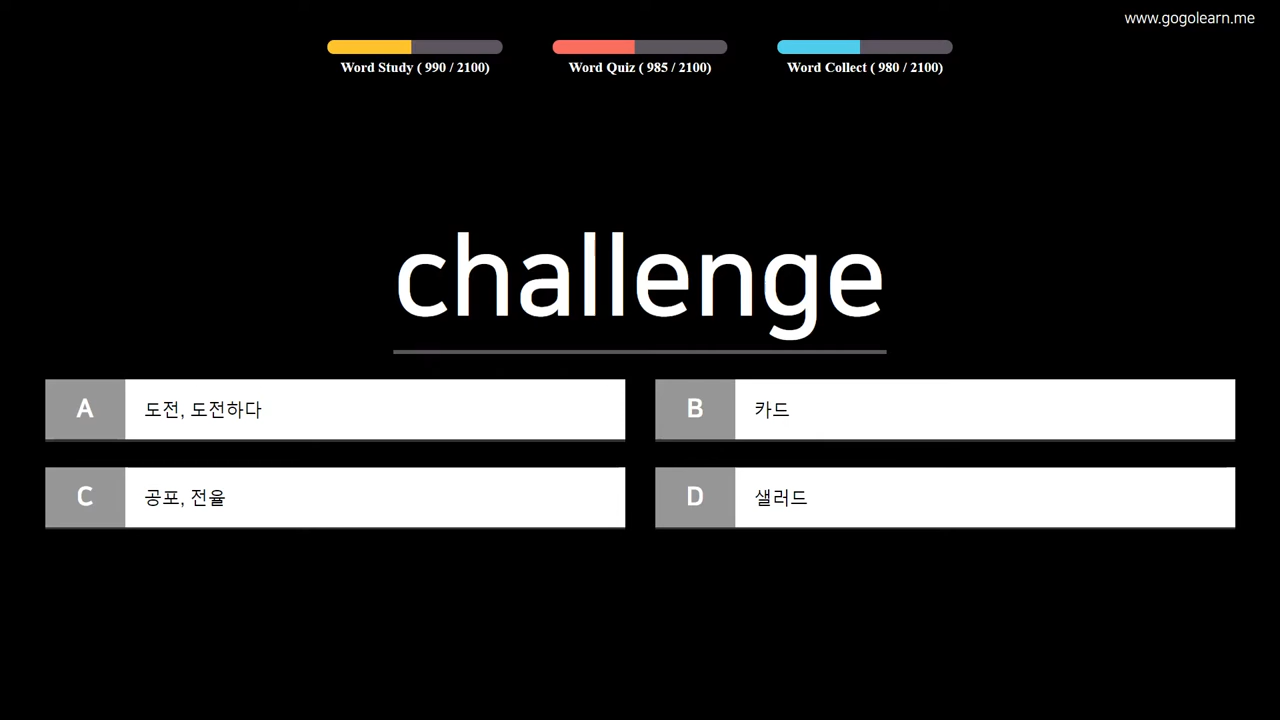 www.gogolearn.me
Word Study ( 990 / 2100)
Word Quiz ( 985 / 2100)
Word Collect ( 980 / 2100)
challenge
A 도전, 도전하다
B 카드
C 공포, 전율
D 샐러드